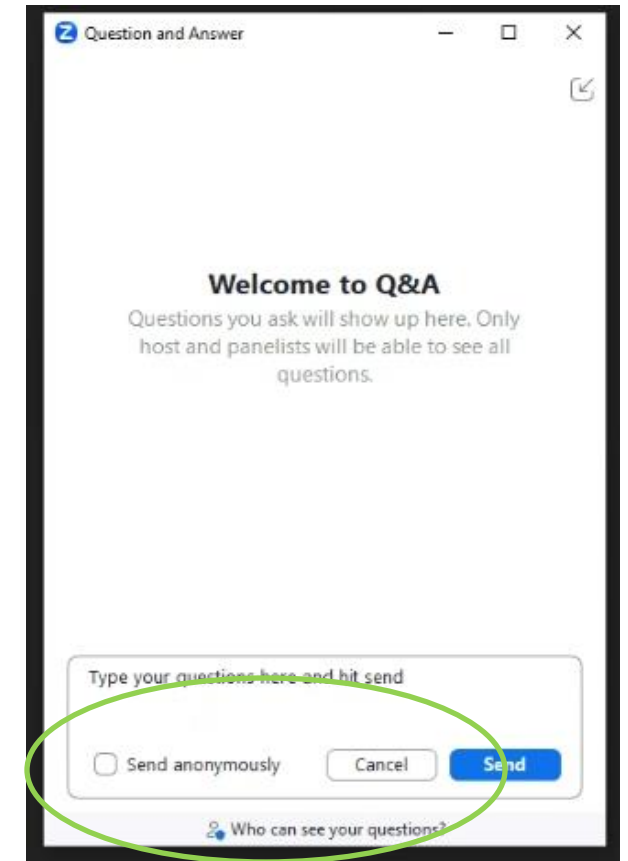 Question and Answer
Welcome to Q&A
Questions you ask will show up here. Only
host and panelists will be able to see all
questions.
Type your questions here and hit send
Send anonymously Cancel Send
Who can see your questions?